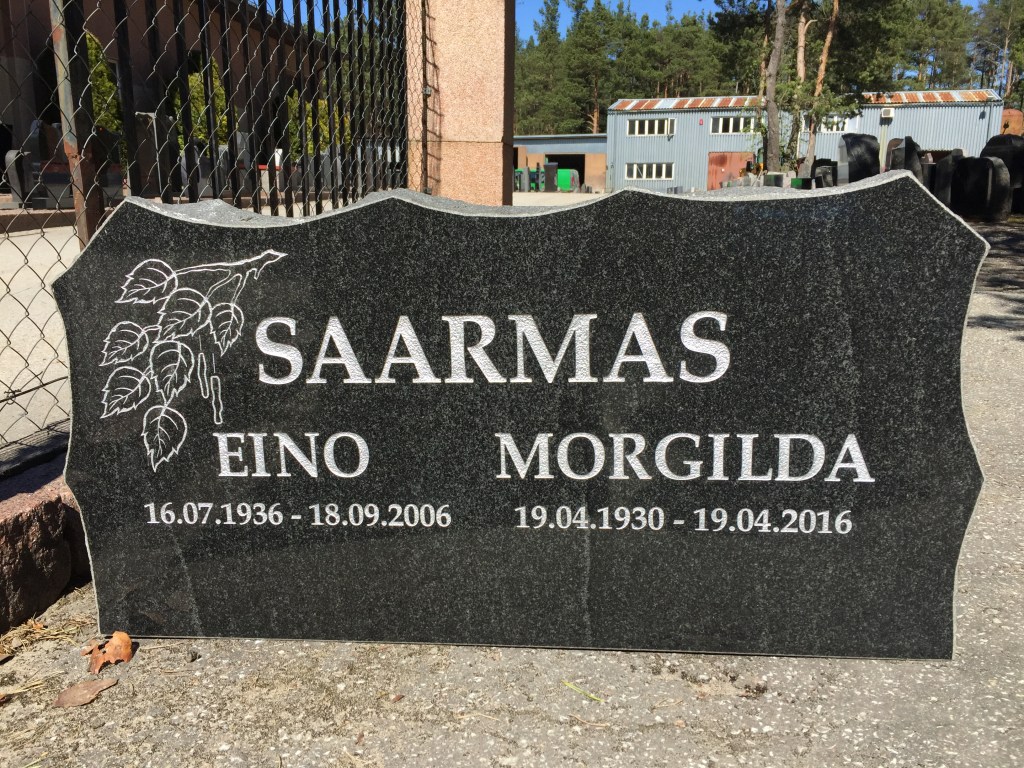 SAARMAS
EINO MORGILDA
16.07.1936 - 18.09.2006 19.04.1930 - 19.04.2016